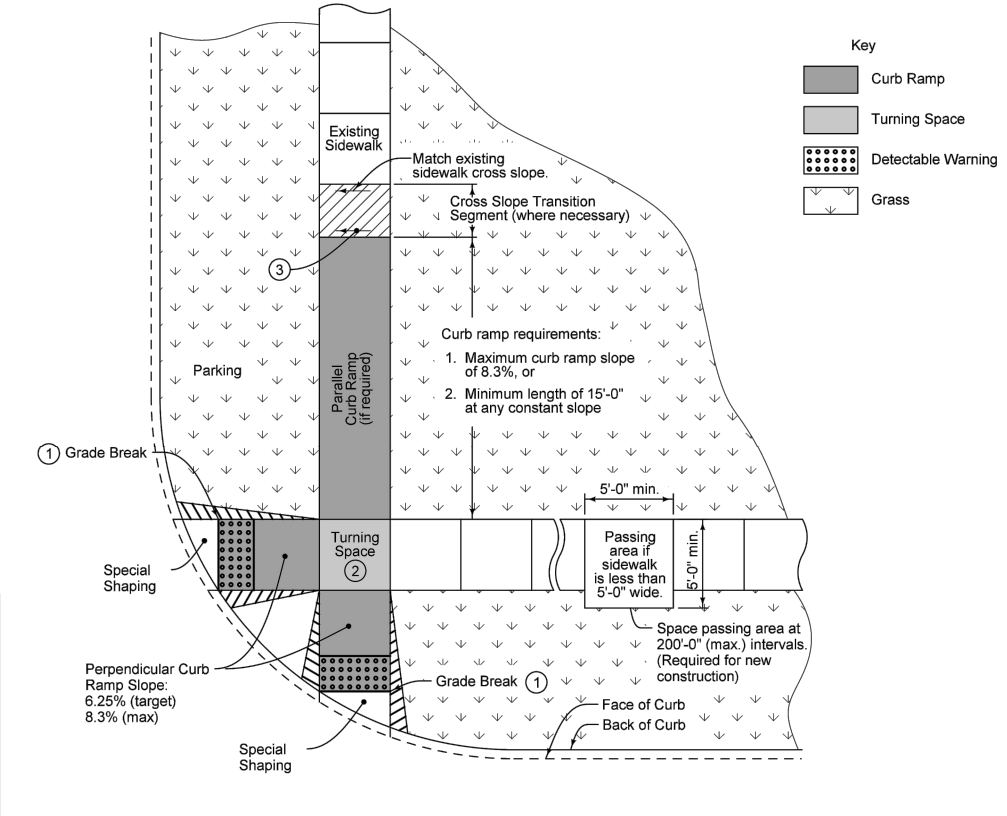 Key
Curb Ramp
Turning Space
Detectable Warning
Grass
Existing
Sidewalk
Match existing
sidewalk cross slope.
Cross Slope Transition
Segment (where necessary)
3
Curb ramp requirements:
1. Maximum curb ramp slope
of 8.3%, or
2. Minimum length of 15'-0"
at any constant slope
Parking
Parallel
Curb Ramp
(if required)
1 Grade Break
5'-0" min.
Turning
Space
2
Passing
area if
sidewalk
is less than
5'-0" wide.
5'-0" min.
Special
Shaping
Space passing area at
200'-0" (max.) intervals.
(Required for new
construction)
Perpendicular Curb
Ramp Slope:
6.25% (target)
8.3% (max)
Grade Break 1
Face of Curb
Back of Curb
Special
Shaping